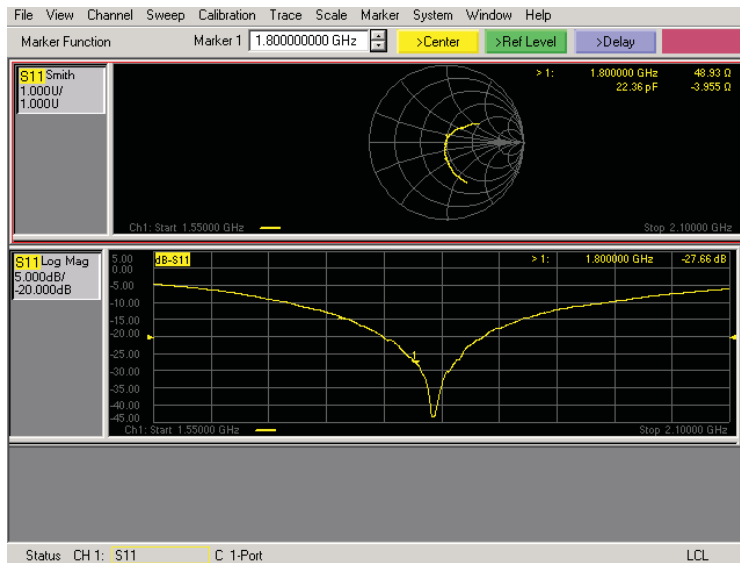 File View Channel Sweep Calibration Trace Scale Marker System Window Help
Marker Function Marker 1 1.800000000 GHz >Center >Ref Level >Delay
S11 Smith
1.000U/
1.000U
> 1: 1.800000 GHz 48.93 Ω
22.36 pF -3.955 Ω
Ch1: Start 1.55000 GHz Stop 2.10000 GHz
S11 Log Mag
5.000dB/
-20.000dB
5.00
dB-S11 > 1: 1.800000 GHz -27.66 dB
0.00
-5.00
-10.00
-15.00
-20.00
1
-25.00
-30.00
-35.00
-40.00
-45.00
Ch1: Start 1.55000 GHz Stop 2.10000 GHz
Status CH 1: S11 C 1-Port LCL